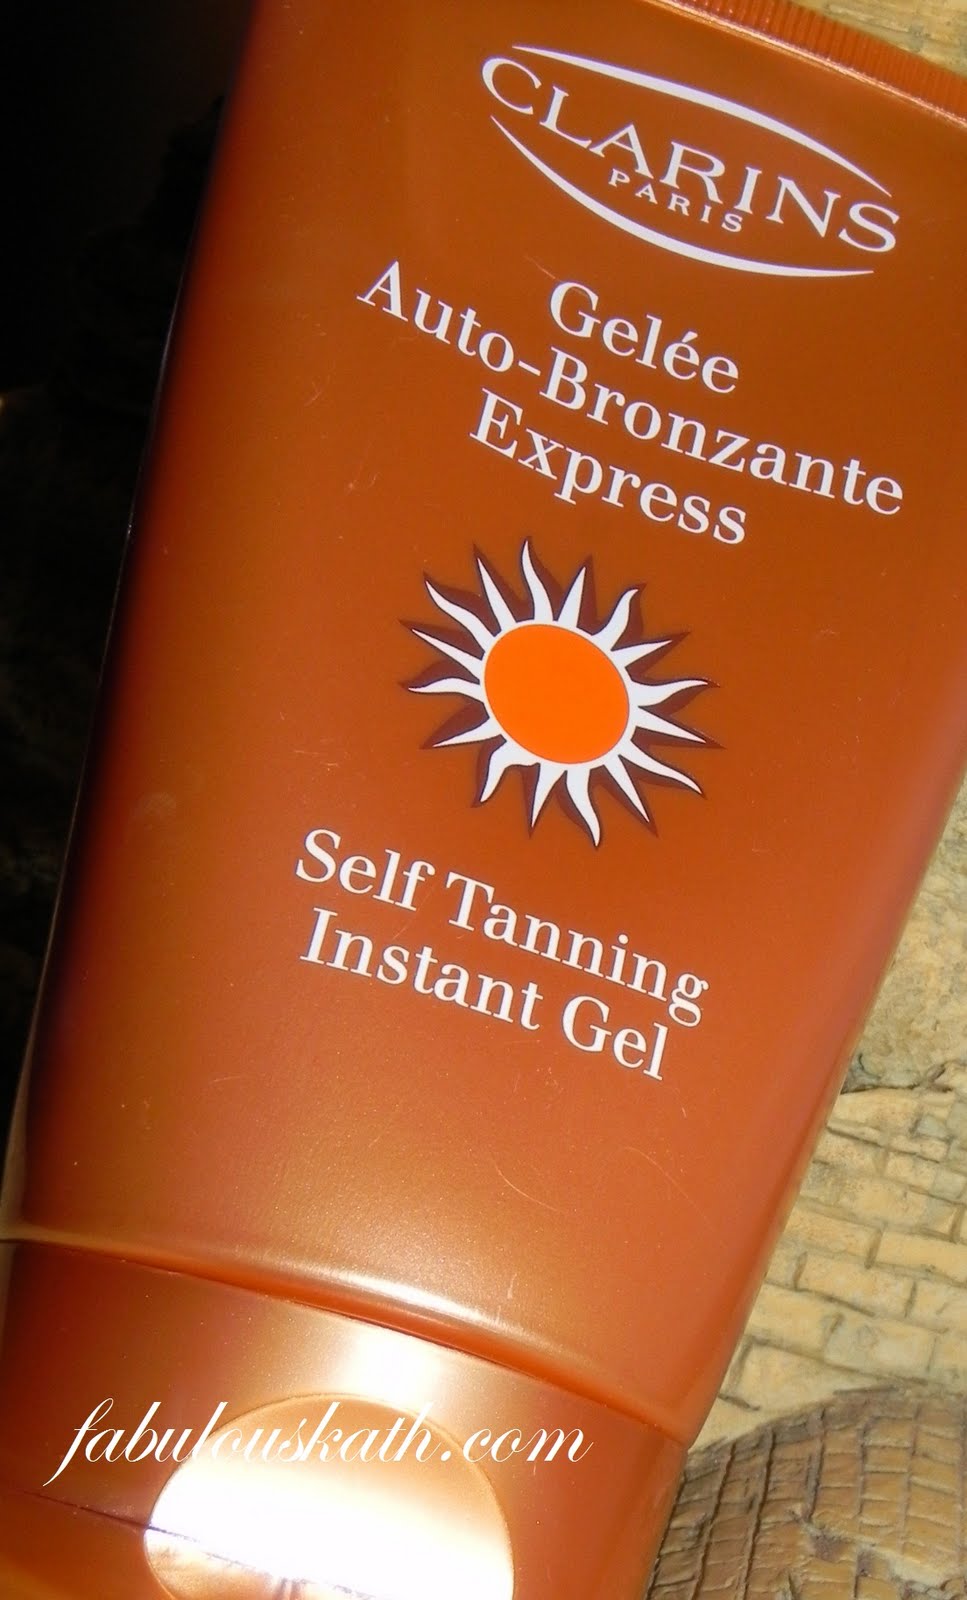 CLARINS
PARIS
Gelée
Auto-Bronzante
Express
Self Tanning
Instant Gel
fabulouskath.com